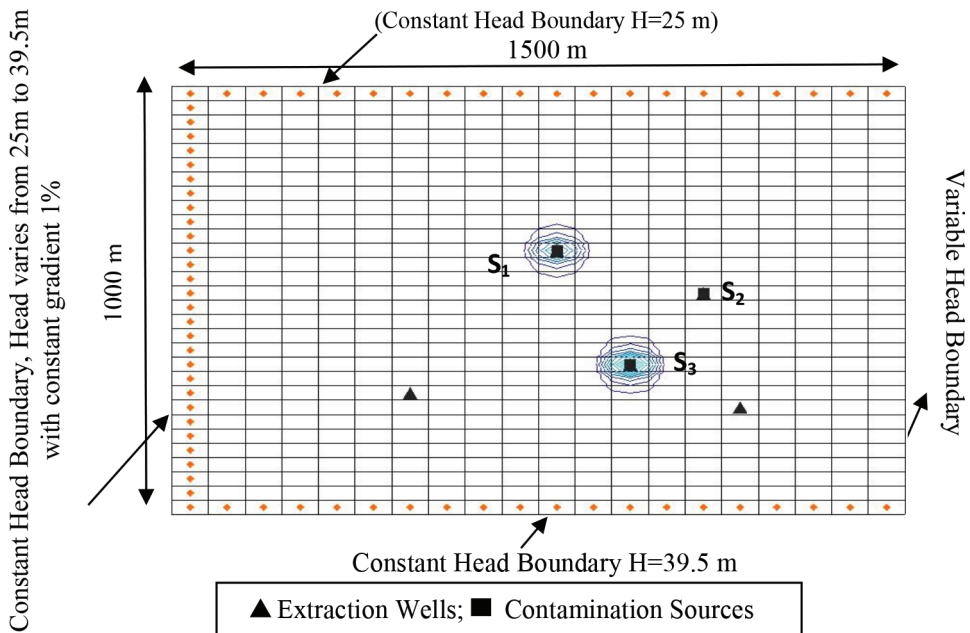 (Constant Head Boundary H=25 m)
1500 m
Constant Head Boundary, Head varies from 25m to 39.5m
with constant gradient 1%
1000 m
S₁
S₂
S₃
Variable Head Boundary
Constant Head Boundary H=39.5 m
▲ Extraction Wells; ■ Contamination Sources